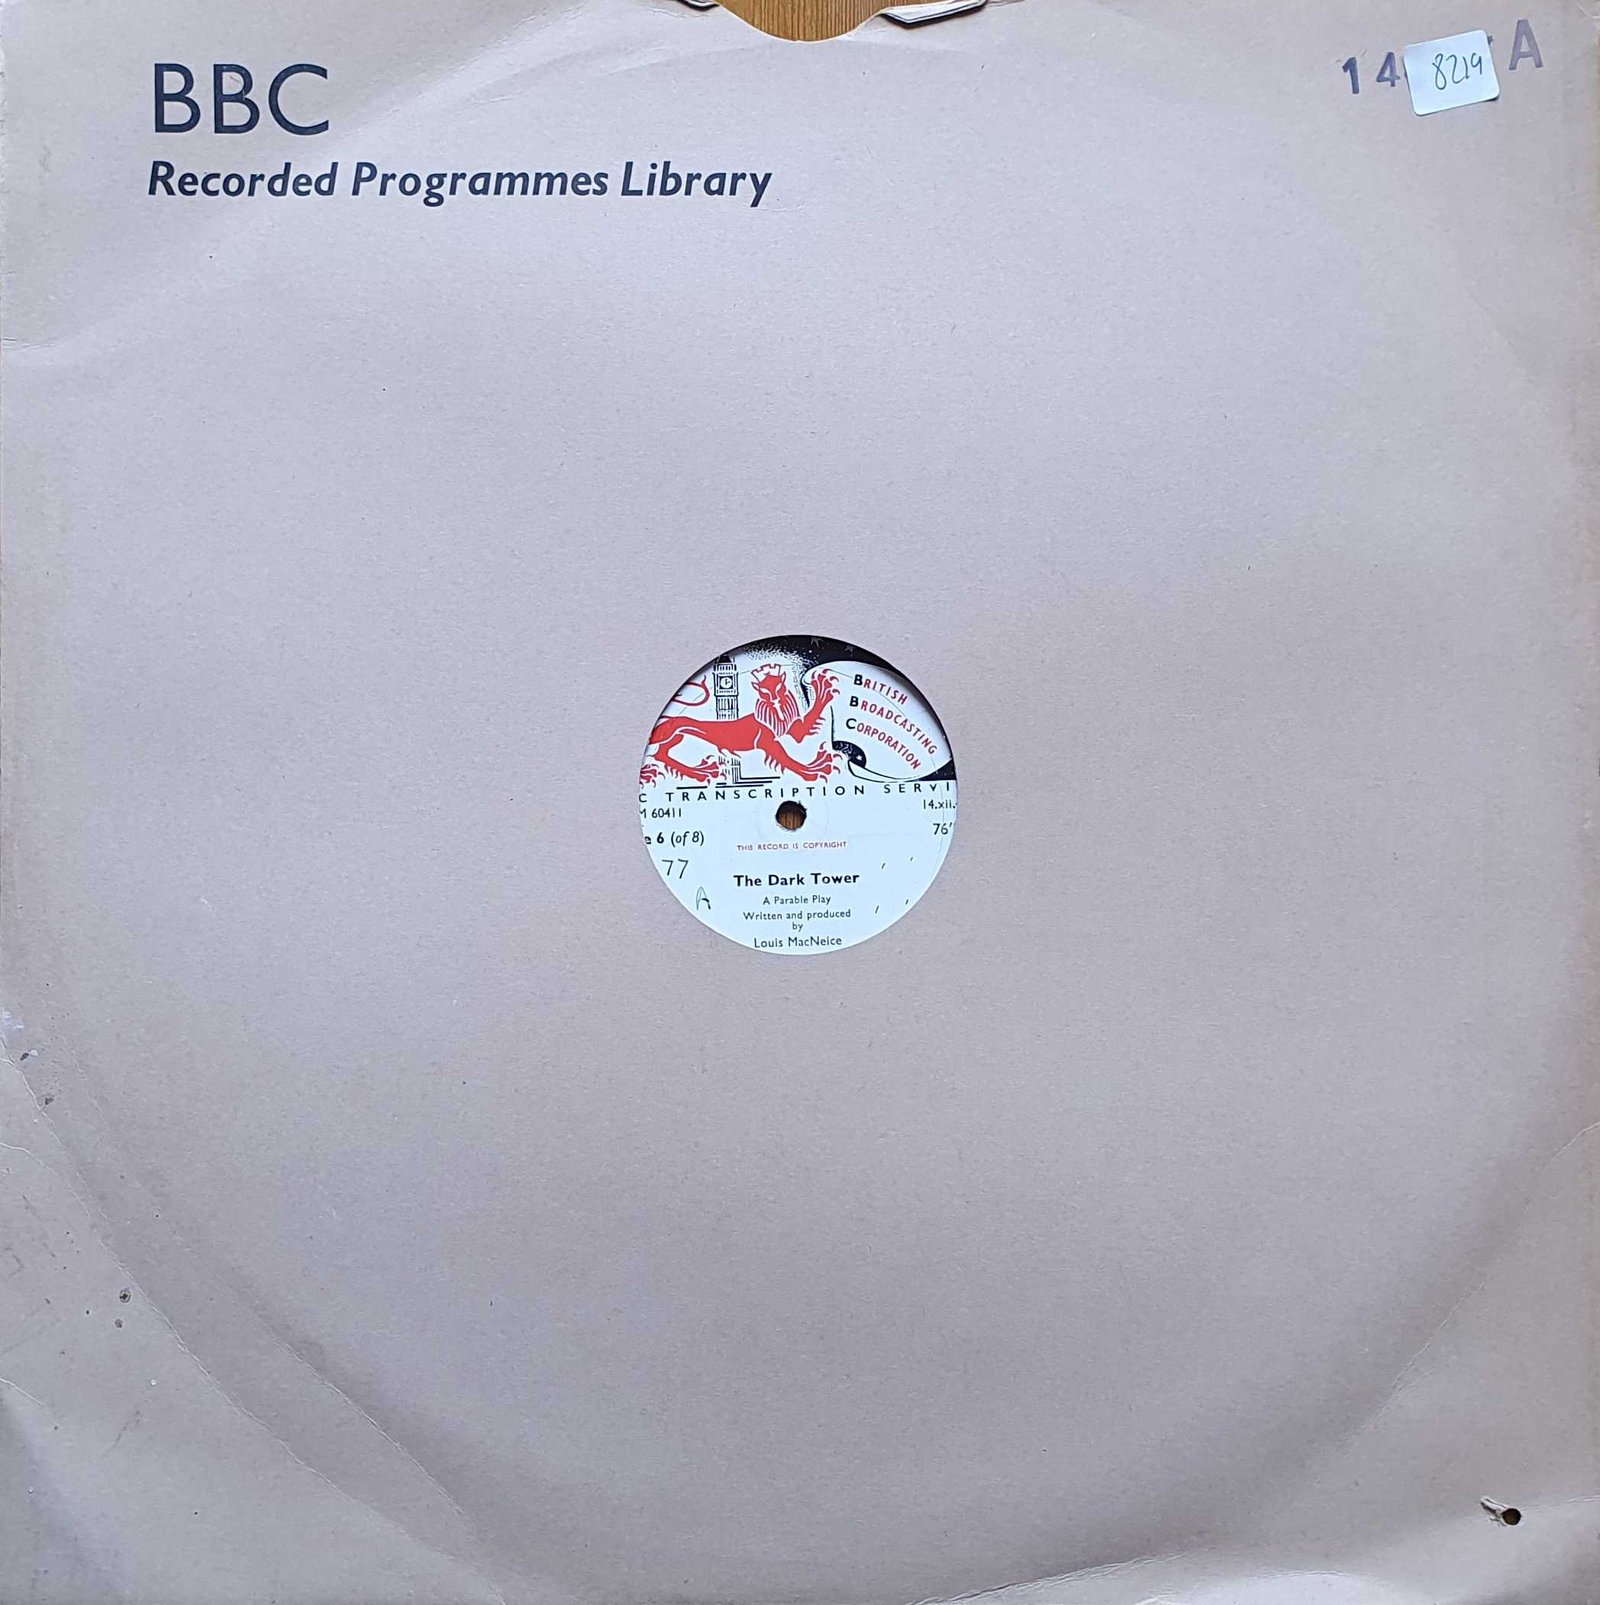 BBC
Recorded Programmes Library
14 A
8219
BRITISH
BROADCASTING
CORPORATION
C TRANSCRIPTION SERVI
60411
14.xii.
e 6 (of 8)
76'
THIS RECORD IS COPYRIGHT
77
A
The Dark Tower
A Parable Play
Written and produced
by
Louis MacNeice